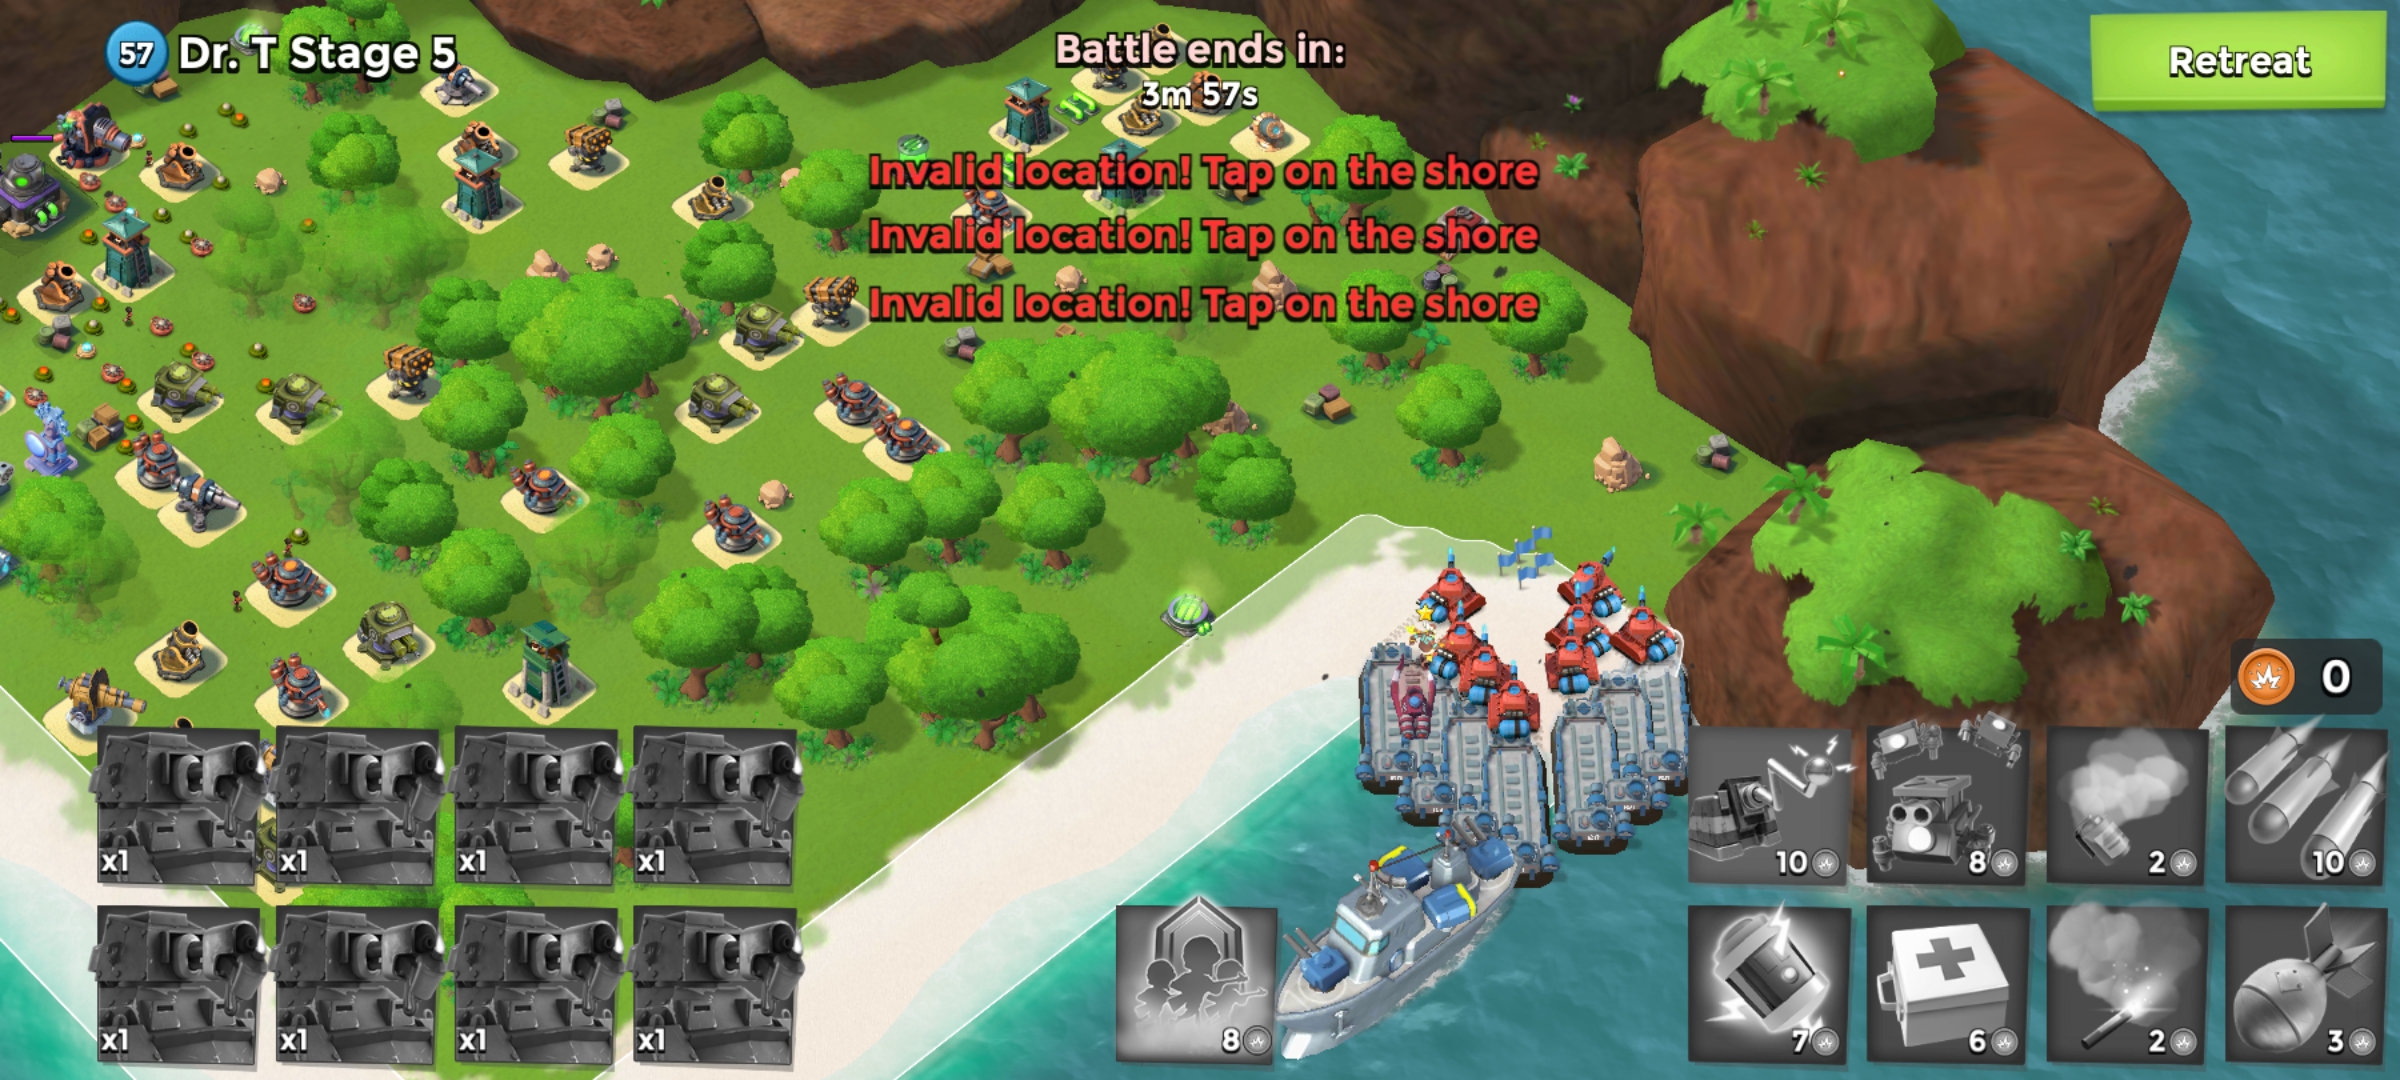 57 Dr. T Stage 5
Battle ends in:
3m 57s
Retreat
Invalid location! Tap on the shore
Invalid location! Tap on the shore
Invalid location! Tap on the shore
0
x1 x1 x1 x1
10 8 2 10
x1 x1 x1 x1
8
7 6 2 3